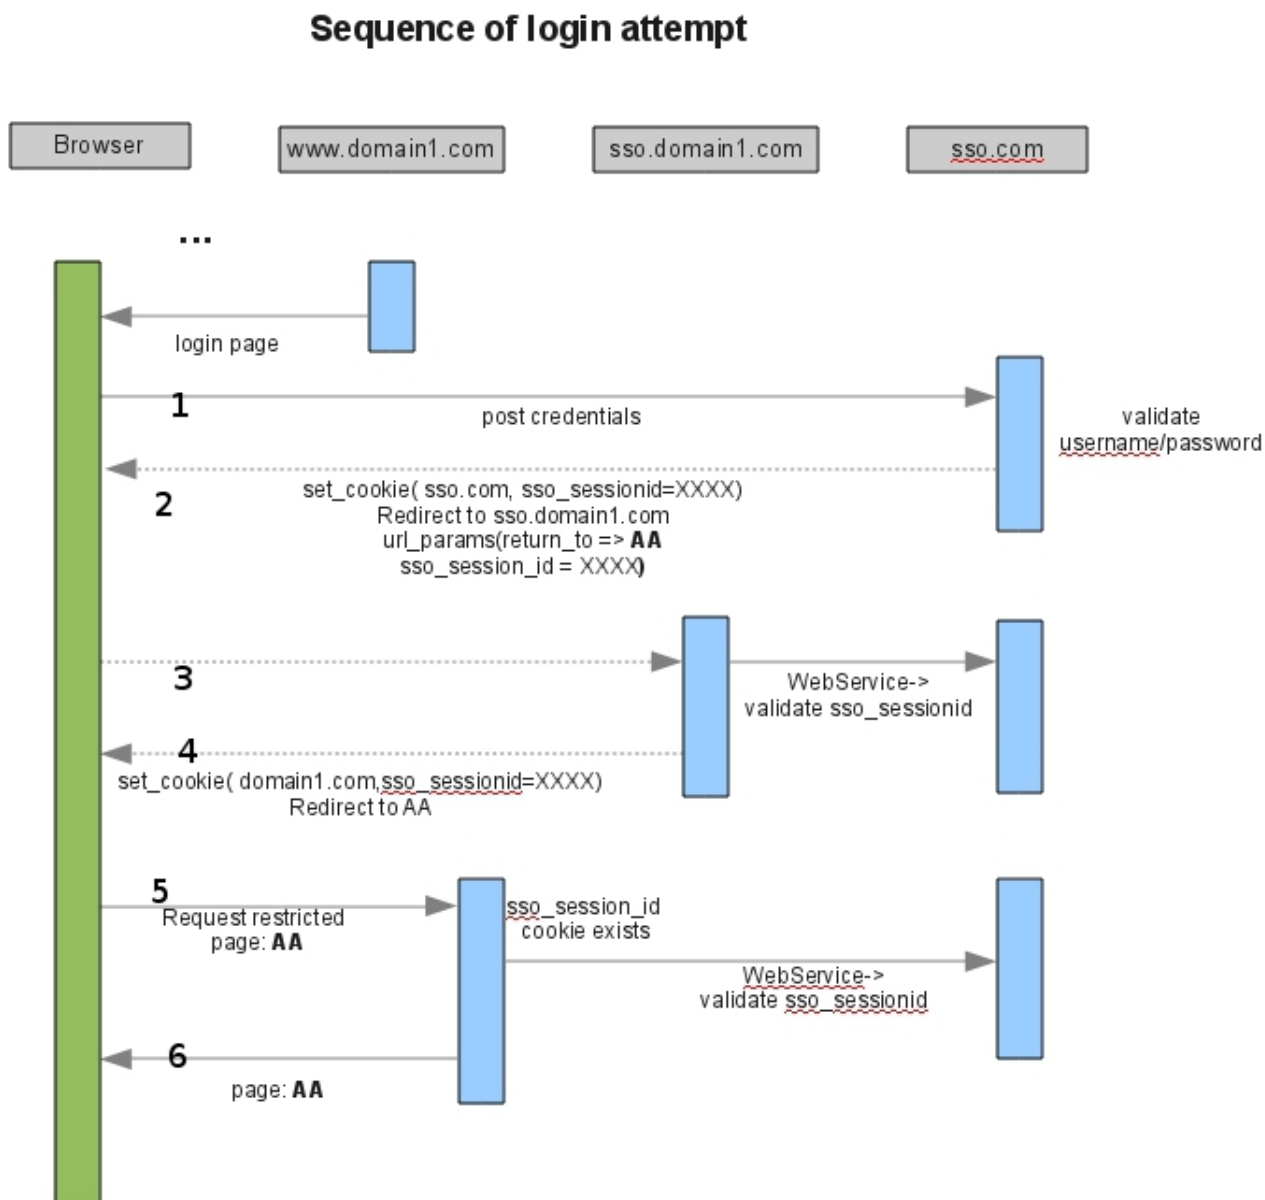 Sequence of login attempt
Browser
www.domain1.com
sso.domain1.com
sso.com
...
login page
1
post credentials
validate
username/password
2
set_cookie( sso.com, sso_sessionid=XXXX)
Redirect to sso.domain1.com
url_params(return_to => AA
sso_session_id = XXXX)
3
WebService->
validate sso_sessionid
4
set_cookie( domain1.com,sso_sessionid=XXXX)
Redirect to AA
5
Request restricted
page: AA
sso_session_id
cookie exists
WebService->
validate sso_sessionid
6
page: AA